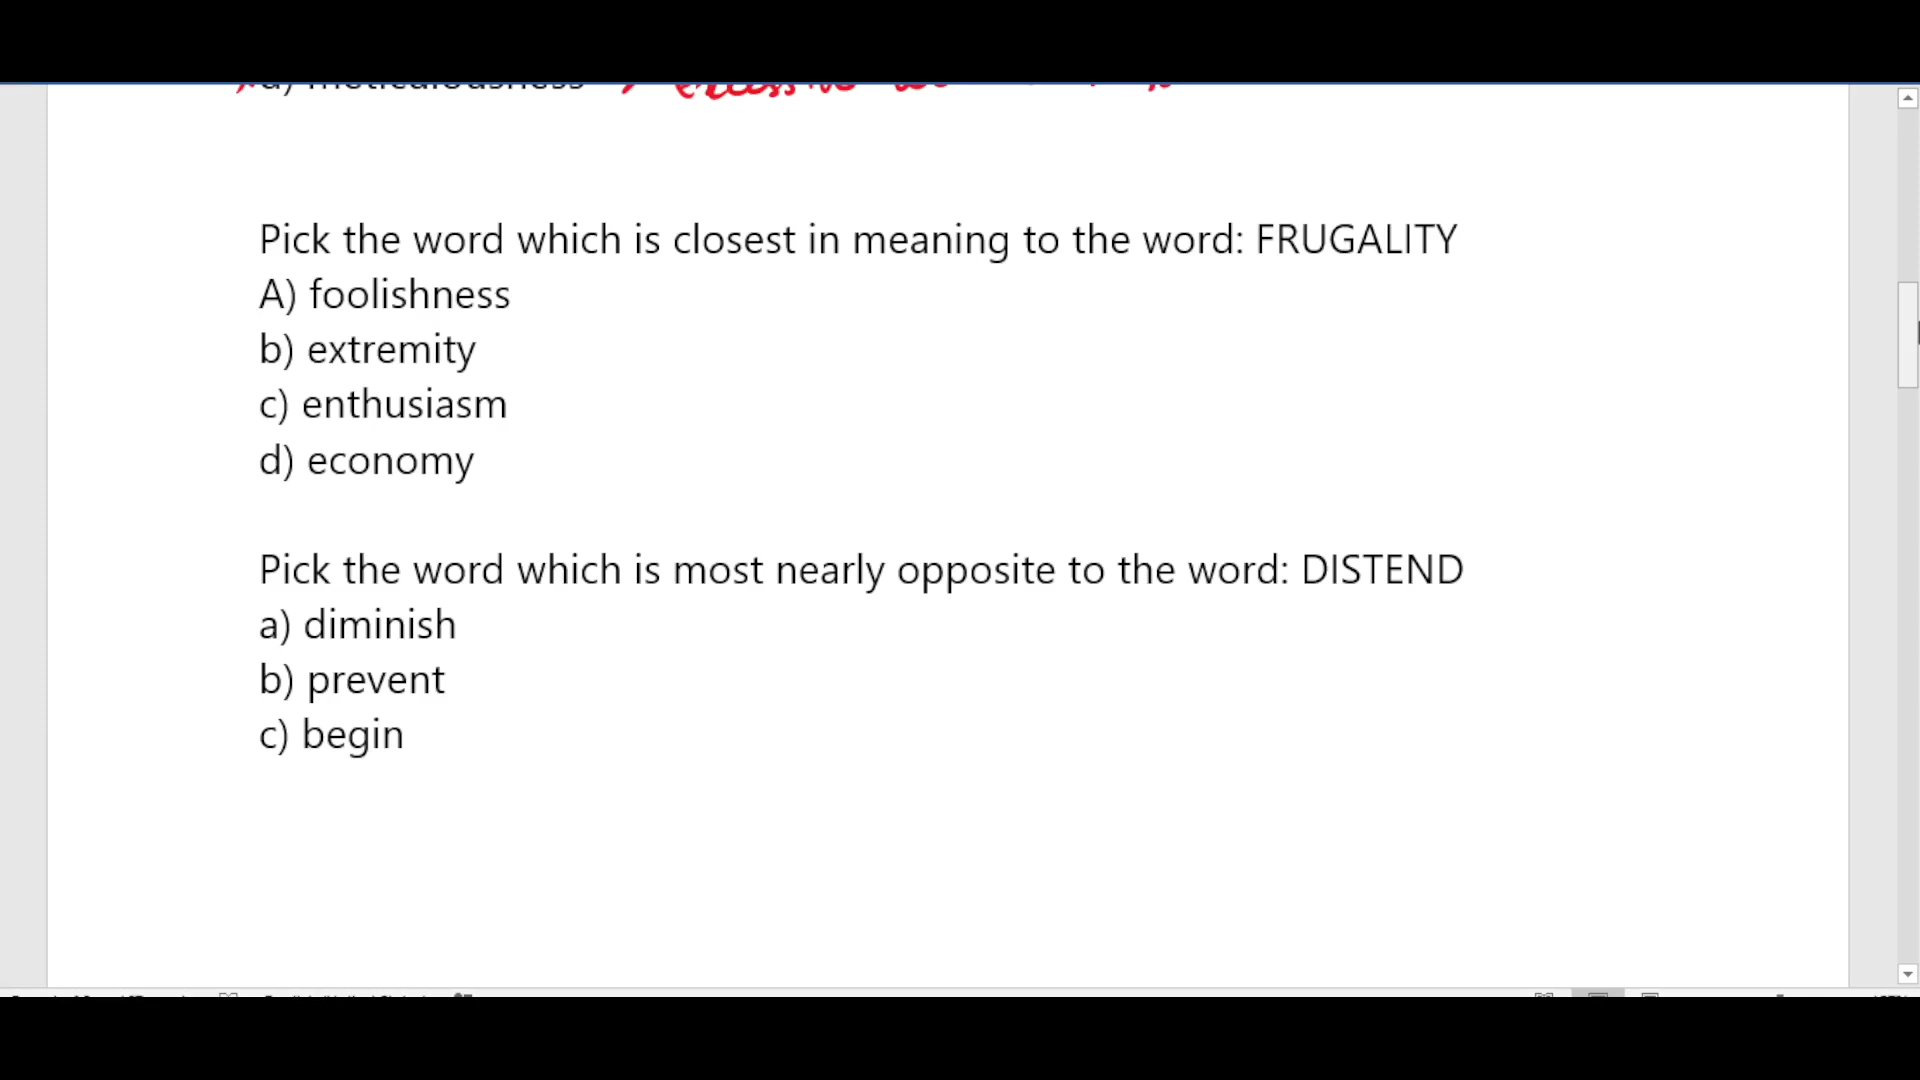 Pick the word which is closest in meaning to the word: FRUGALITY
A) foolishness
b) extremity
c) enthusiasm
d) economy
Pick the word which is most nearly opposite to the word: DISTEND
a) diminish
b) prevent
c) begin